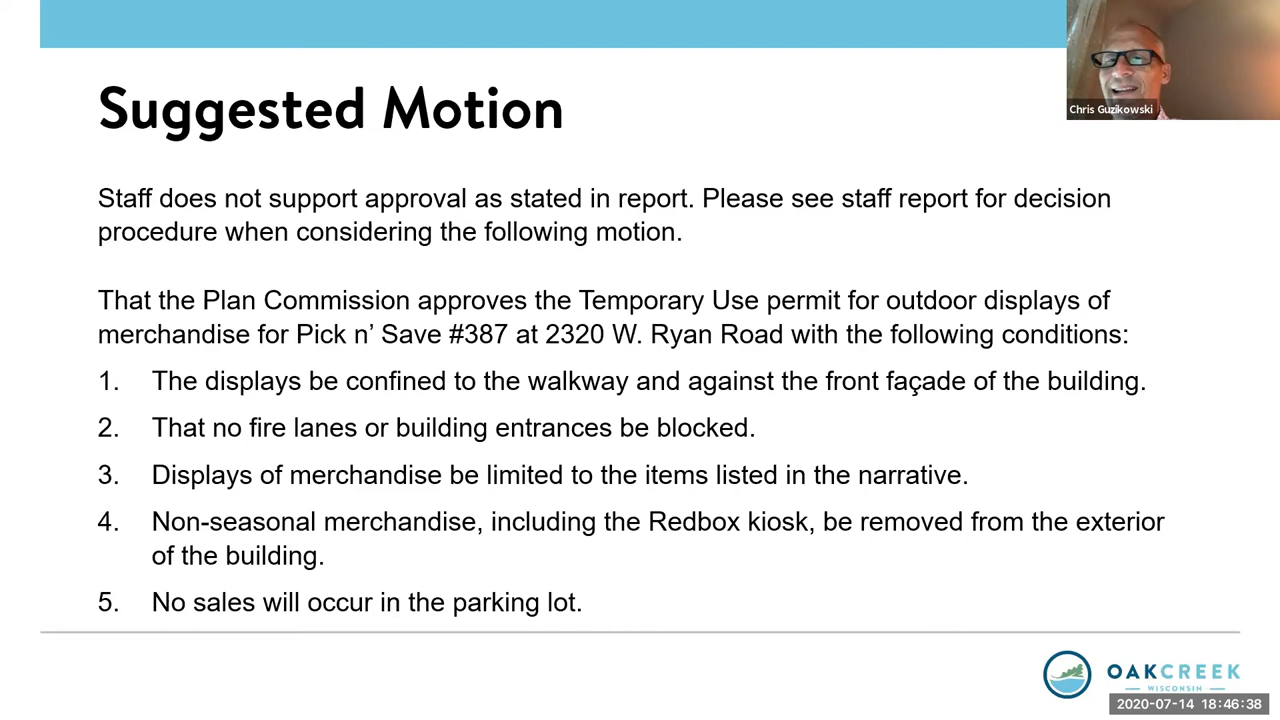 Chris Guzikowski
Suggested Motion
Staff does not support approval as stated in report. Please see staff report for decision
procedure when considering the following motion.
That the Plan Commission approves the Temporary Use permit for outdoor displays of
merchandise for Pick n’ Save #387 at 2320 W. Ryan Road with the following conditions:
1. The displays be confined to the walkway and against the front façade of the building.
2. That no fire lanes or building entrances be blocked.
3. Displays of merchandise be limited to the items listed in the narrative.
4. Non-seasonal merchandise, including the Redbox kiosk, be removed from the exterior
of the building.
5. No sales will occur in the parking lot.
OAKCREEK
WISCONSIN
2020-07-14 18:46:38